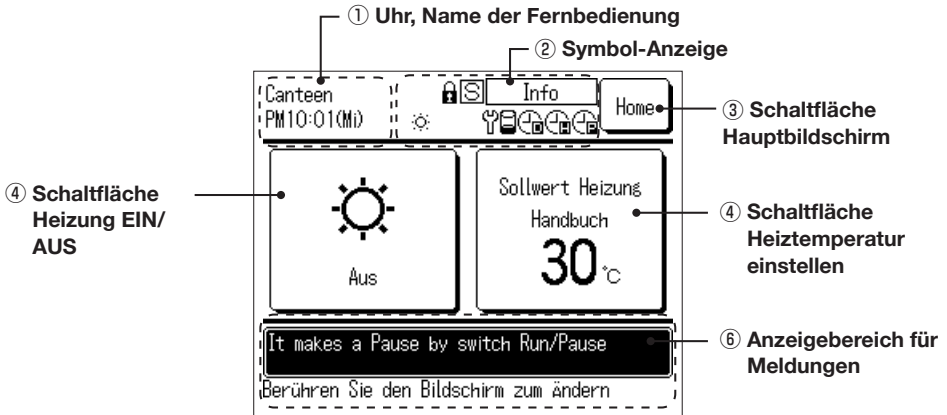 ① Uhr, Name der Fernbedienung
② Symbol-Anzeige
Canteen
PM10:01(Mi)
S Info
Home
③ Schaltfläche
Hauptbildschirm
④ Schaltfläche
Heizung EIN/
AUS
Aus
Sollwert Heizung
Handbuch
30°C
④ Schaltfläche
Heiztemperatur
einstellen
It makes a Pause by switch Run/Pause
Berühren Sie den Bildschirm zum ändern
⑥ Anzeigebereich für
Meldungen